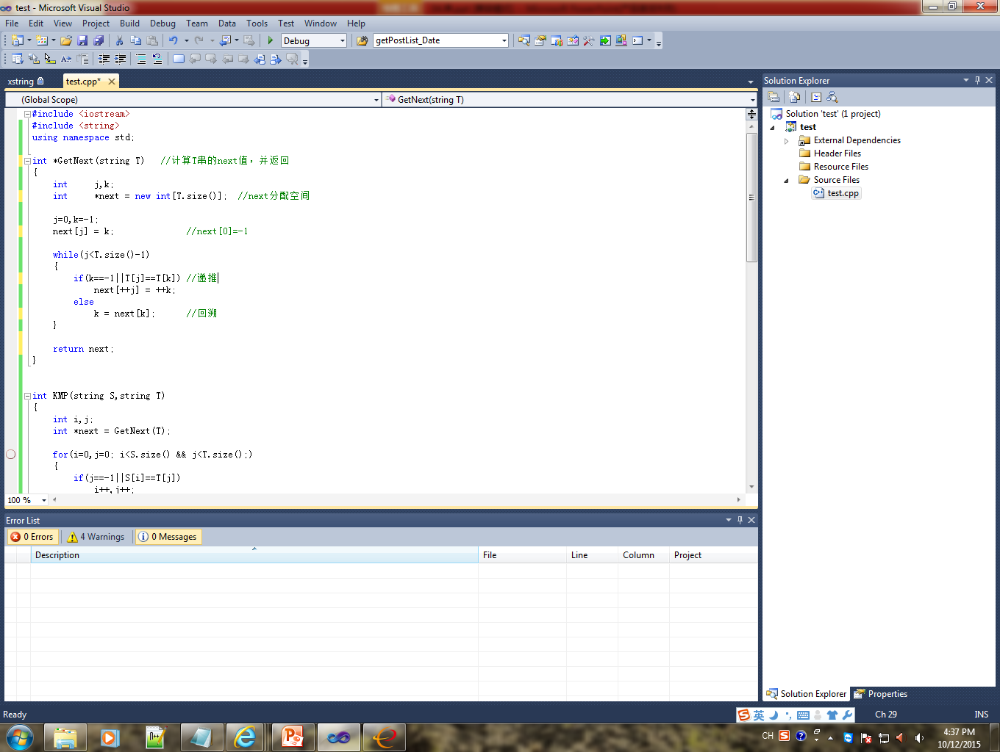 test - Microsoft Visual Studio
File Edit View Project Build Debug Team Data Tools Test Window Help
Debug getPostList_Date
xstring test.cpp*
(Global Scope) GetNext(string T)
#include <iostream>
#include <string>
using namespace std;
int *GetNext(string T) //计算T串的next值，并返回
{
int j,k;
int *next = new int[T.size()]; //next分配空间
j=0,k=-1;
next[j] = k; //next[0]=-1
while(j<T.size()-1)
{
if(k==-1||T[j]==T[k]) //递推
next[++j] = ++k;
else
k = next[k]; //回溯
}
return next;
}
int KMP(string S,string T)
{
int i,j;
int *next = GetNext(T);
for(i=0,j=0; i<S.size() && j<T.size();)
{
if(j==-1||S[i]==T[j])
i++,j++;
100 %
Error List
0 Errors 4 Warnings 0 Messages
Description File Line Column Project
Solution Explorer
Solution 'test' (1 project)
test
External Dependencies
Header Files
Resource Files
Source Files
test.cpp
Solution Explorer Properties
Ready 英 Ch 29 INS
CH 4:37 PM
10/12/2015